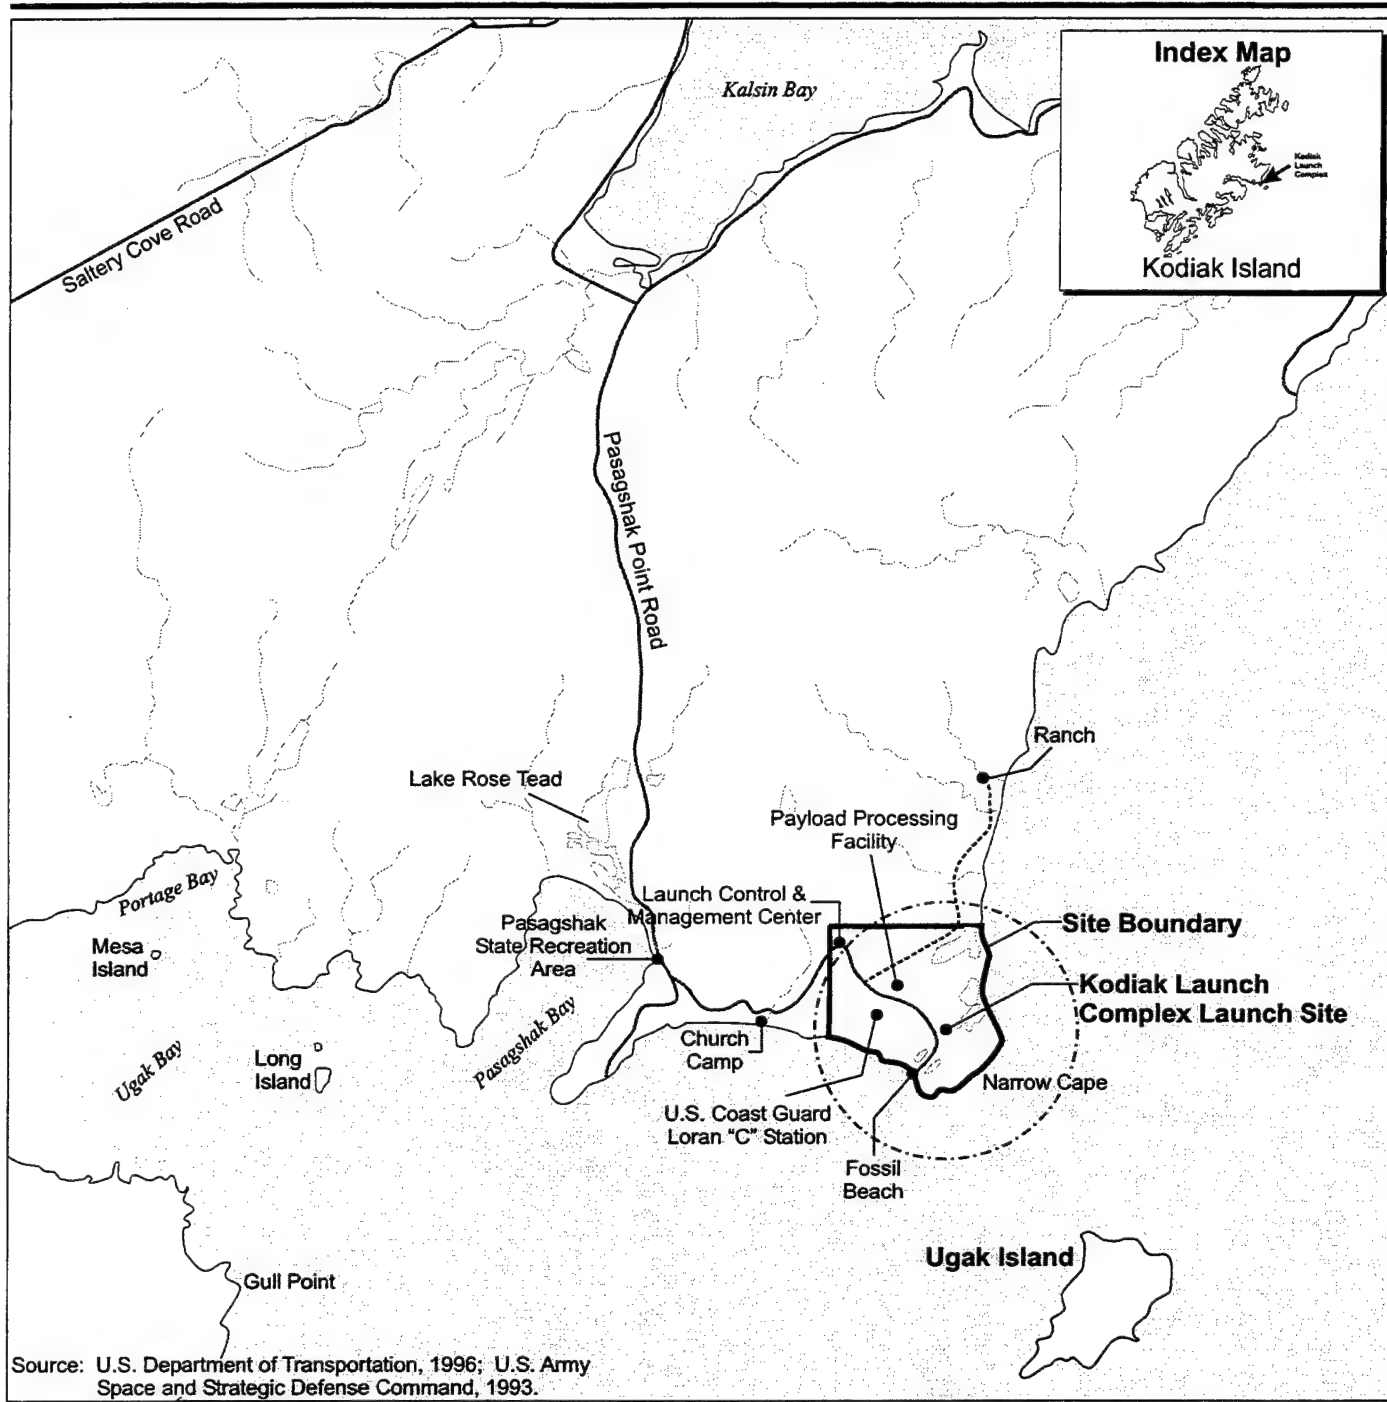 Index Map
Kalsin Bay
Kodiak
Launch
Complex
Kodiak Island
Saltery Cove Road
Pasagshak Point Road
Ranch
Lake Rose Tead
Payload Processing
Facility
Portage Bay
Launch Control &
Management Center
Pasagshak
State Recreation
Area
Site Boundary
Mesa
Island
Kodiak Launch
Complex Launch Site
Ugak Bay
Long
Island
Pasagshak Bay
Church
Camp
Narrow Cape
U.S. Coast Guard
Loran "C" Station
Fossil
Beach
Ugak Island
Gull Point
Source: U.S. Department of Transportation, 1996; U.S. Army
Space and Strategic Defense Command, 1993.